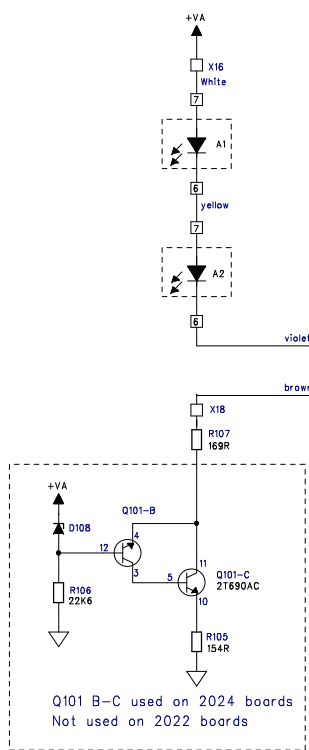 +VA
X16
White
7
A1
6
yellow
7
A2
6
violet
brown
X18
R107
169R
+VA
Q101-B
D108
4
12
3
11
5
Q101-C
2T690AC
10
R106
22K6
R105
154R
Q101 B-C used on 2024 boards
Not used on 2022 boards